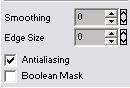 Smoothing 0
Edge Size 0
Antialiasing
Boolean Mask